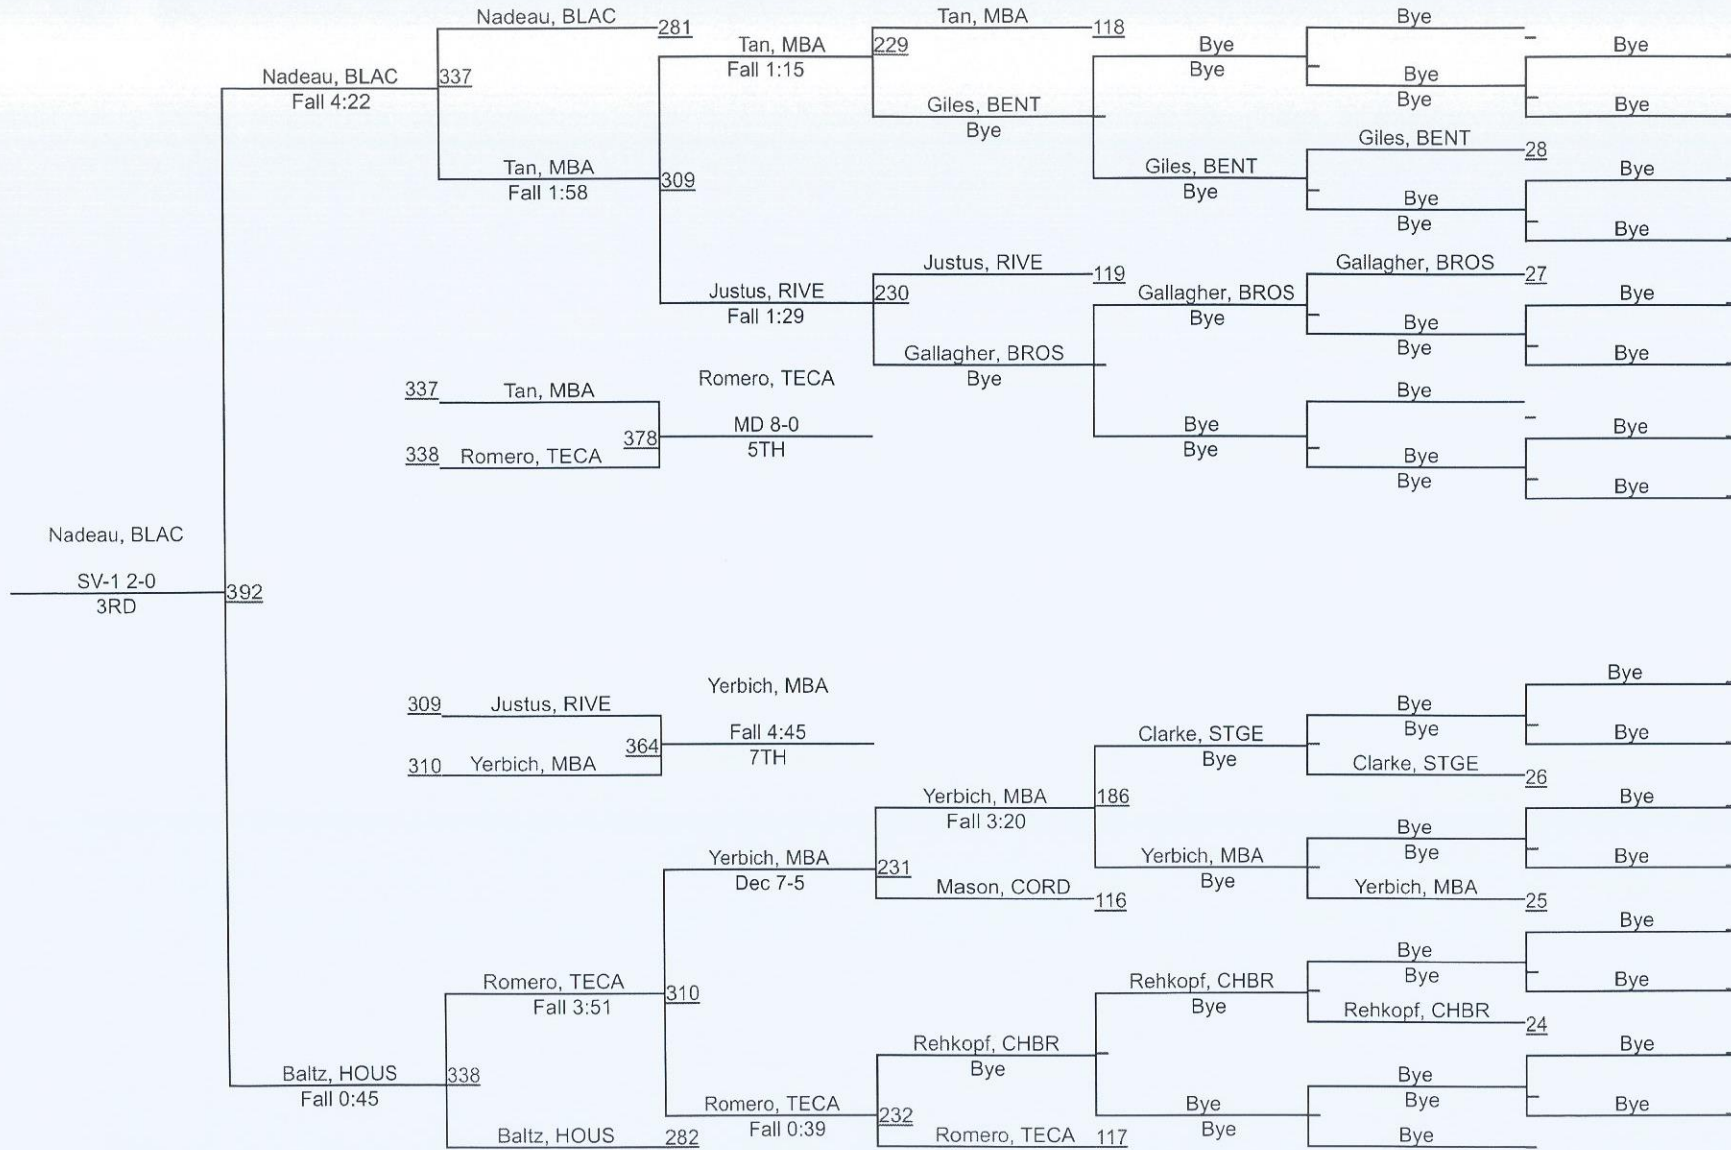 Nadeau, BLAC
281
Tan, MBA
118
Bye
Bye
Nadeau, BLAC
337
Tan, MBA
229
Bye
Bye
Fall 4:22
Fall 1:15
Bye
Bye
Giles, BENT
Bye
Bye
Giles, BENT
28
Tan, MBA
309
Giles, BENT
Bye
Fall 1:58
Bye
Bye
Bye
Bye
Justus, RIVE
119
Gallagher, BROS
27
Justus, RIVE
230
Gallagher, BROS
Bye
Fall 1:29
Bye
Bye
Bye
Gallagher, BROS
Bye
Bye
Romero, TECA
337
Tan, MBA
Bye
378
MD 8-0
Bye
Bye
5TH
Bye
338
Romero, TECA
Bye
Bye
Bye
Nadeau, BLAC
SV-1 2-0
392
3RD
Yerbich, MBA
Bye
309
Justus, RIVE
Bye
364
Fall 4:45
Clarke, STGE
Bye
Bye
7TH
Bye
310
Yerbich, MBA
Clarke, STGE
26
Yerbich, MBA
186
Bye
Fall 3:20
Bye
Yerbich, MBA
231
Yerbich, MBA
Bye
Bye
Dec 7-5
Bye
Mason, CORD
116
Yerbich, MBA
25
Bye
Bye
Romero, TECA
310
Rehkopf, CHBR
Bye
Bye
Fall 3:51
Bye
Rehkopf, CHBR
24
Rehkopf, CHBR
Bye
Bye
Baltz, HOUS
338
Bye
Fall 0:45
Bye
Romero, TECA
232
Bye
Bye
Fall 0:39
Bye
Baltz, HOUS
282
Romero, TECA
117
Bye